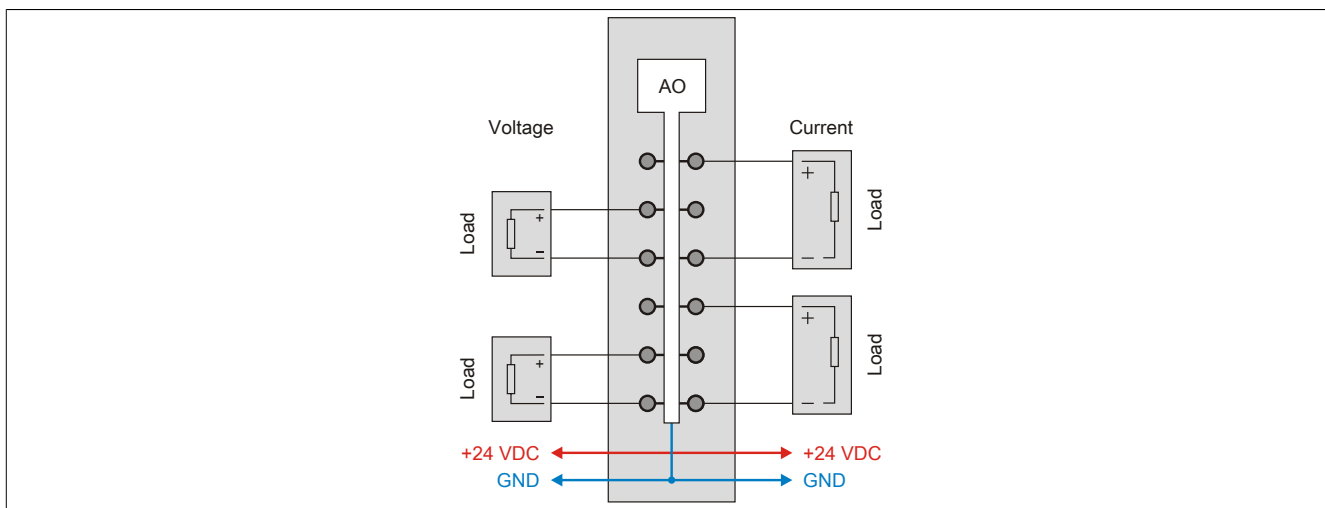 AO
Voltage
Current
+
−
Load
+
−
Load
+
−
Load
+
−
Load
+24 VDC
+24 VDC
GND
GND